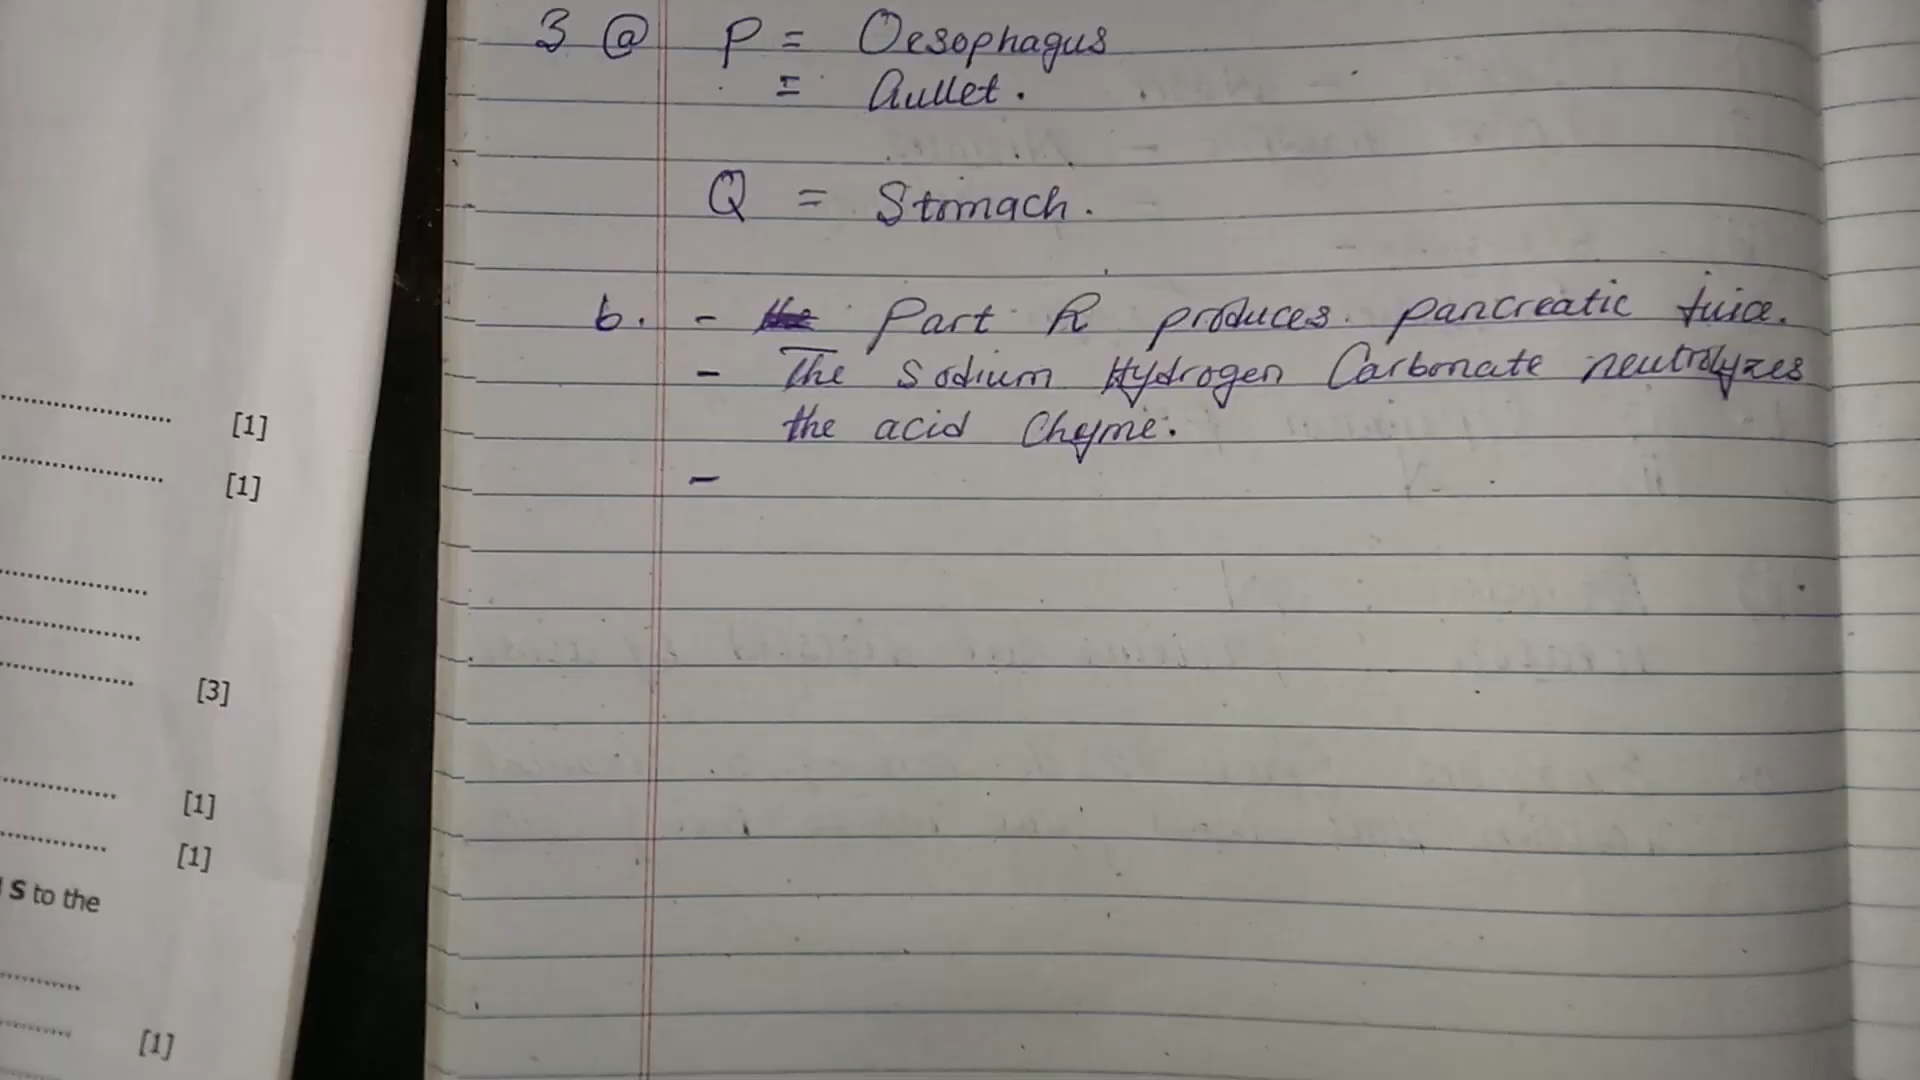 3 (a) P = Oesophagus
= Gullet.
Q = Stomach.
b. - Part R produces pancreatic juice.
- The Sodium Hydrogen Carbonate neutralyzes
the acid Chyme.
-
[1]
[1]
[3]
[1]
[1]
S to the
[1]